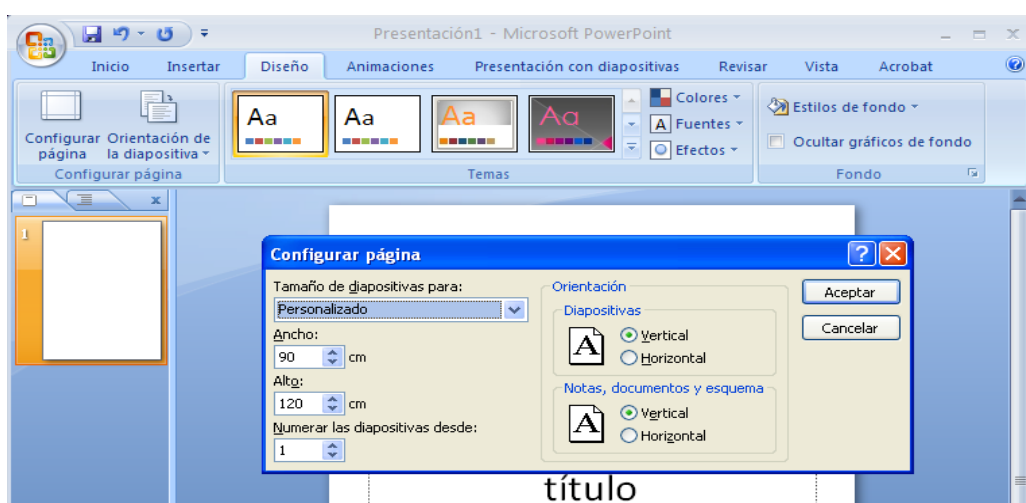 Presentación1 - Microsoft PowerPoint
Inicio Insertar Diseño Animaciones Presentación con diapositivas Revisar Vista Acrobat
Configurar página
Orientación de la diapositiva
Configurar página
Aa Aa Aa Aa
Colores
Fuentes
Efectos
Temas
Estilos de fondo
Ocultar gráficos de fondo
Fondo
1
Configurar página
Tamaño de diapositivas para:
Personalizado
Ancho:
90 cm
Alto:
120 cm
Numerar las diapositivas desde:
1
Orientación
Diapositivas
A
Vertical
Horizontal
Notas, documentos y esquema
A
Vertical
Horizontal
Aceptar
Cancelar
título